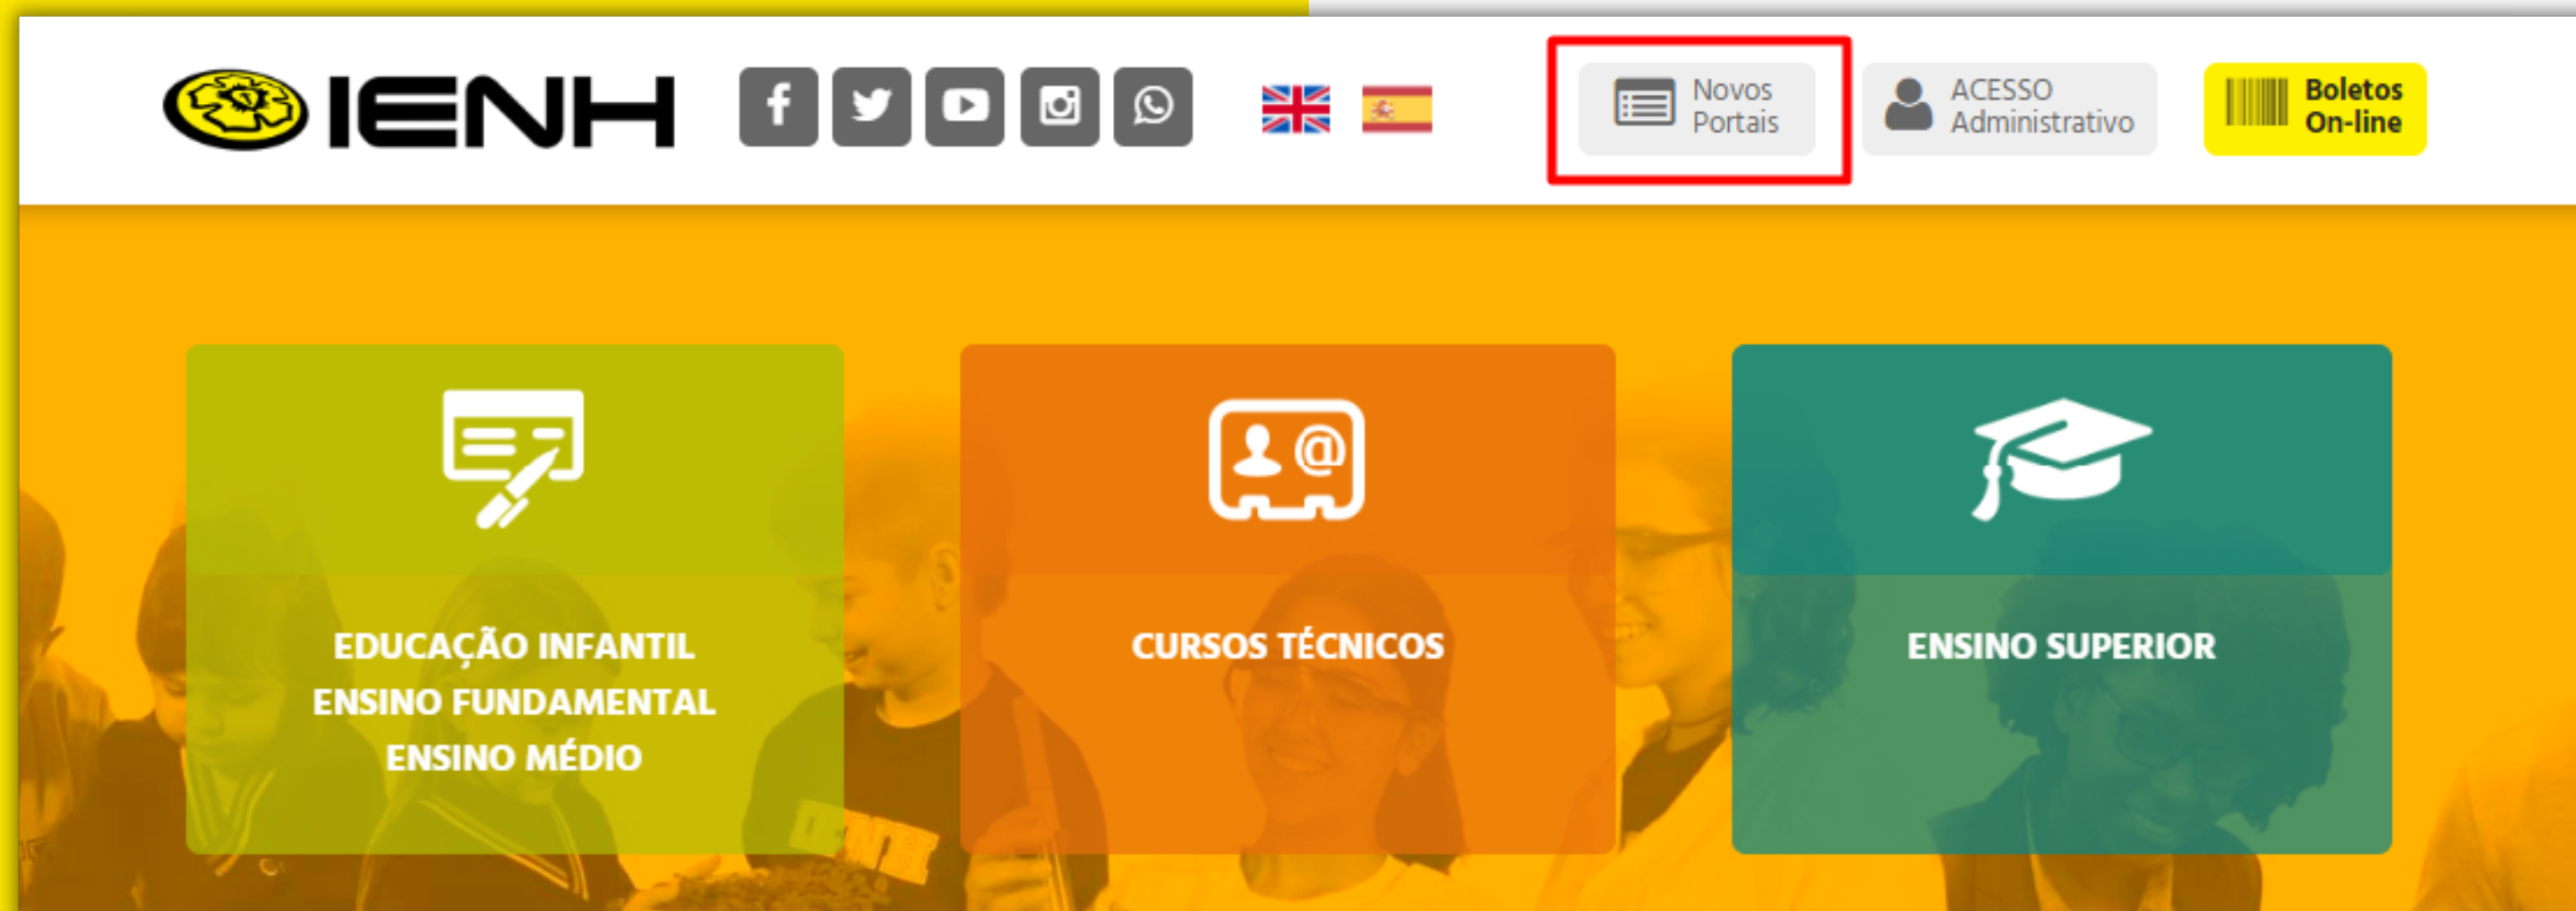 IENH
Novos
Portais
ACESSO
Administrativo
Boletos
On-line
@
EDUCAÇÃO INFANTIL
ENSINO FUNDAMENTAL
ENSINO MÉDIO
CURSOS TÉCNICOS
ENSINO SUPERIOR